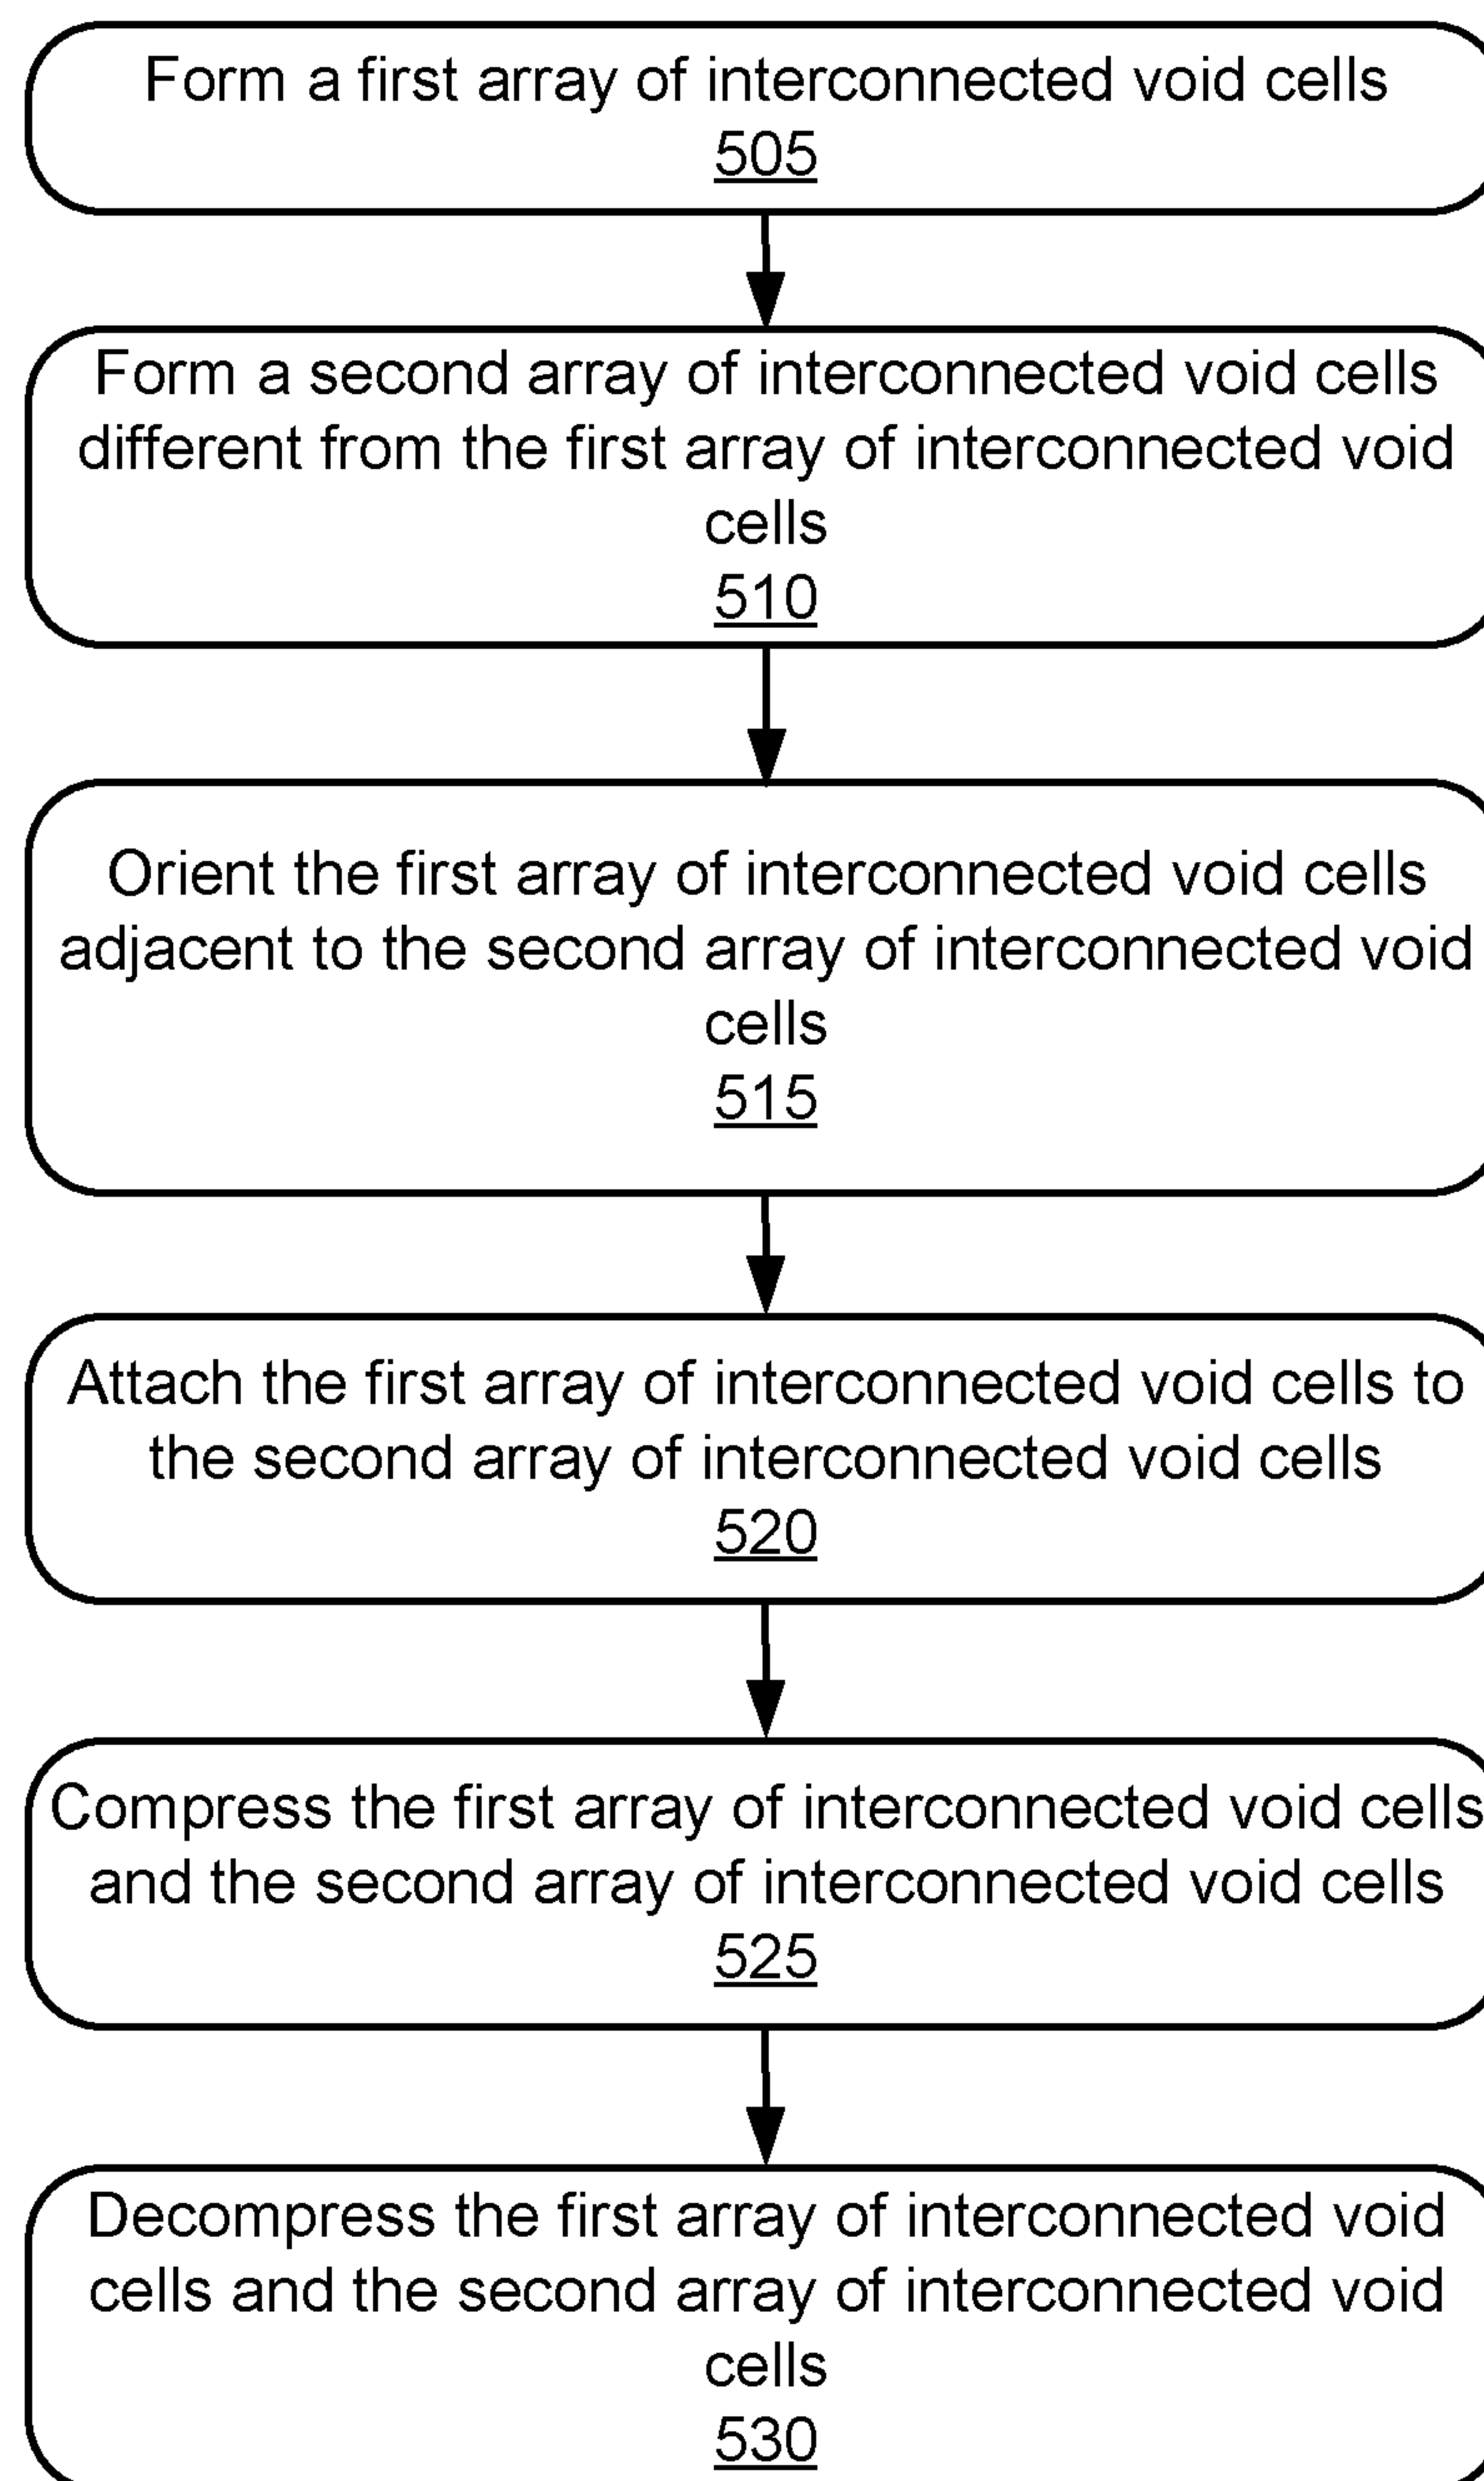 Form a first array of interconnected void cells
505
Form a second array of interconnected void cells
different from the first array of interconnected void
cells
510
Orient the first array of interconnected void cells
adjacent to the second array of interconnected void
cells
515
Attach the first array of interconnected void cells to
the second array of interconnected void cells
520
Compress the first array of interconnected void cells
and the second array of interconnected void cells
525
Decompress the first array of interconnected void
cells and the second array of interconnected void
cells
530